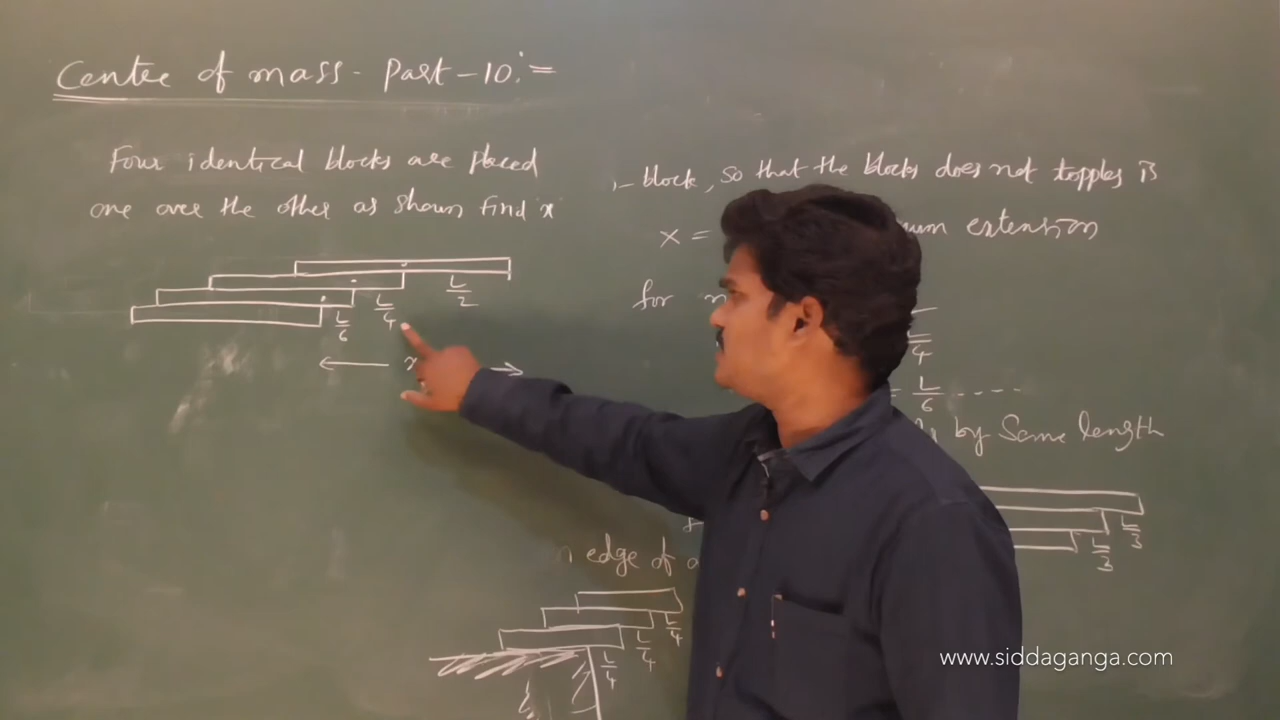 Centre of mass - Part - 10 :=
Four identical blocks are placed
one over the other as shown find x
L/2
L/4
L/6
x
block, so that the blocks does not topples is
x =
extension
for n
L/4
L/6 - - - -
by Same length
L/3
L/3
edge of a
L/4
L/4
L/4
www.siddaganga.com